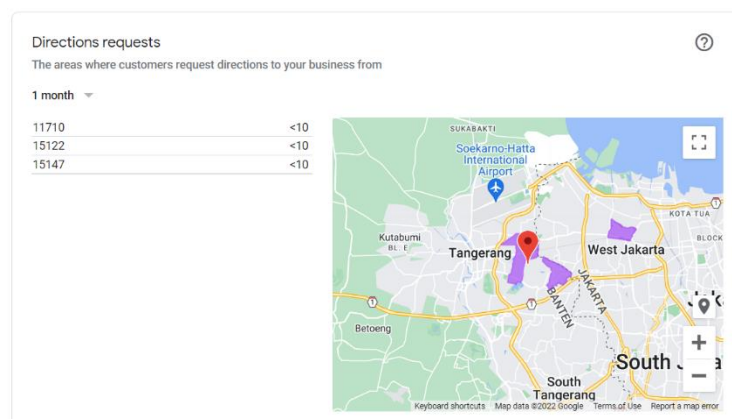 Directions requests
The areas where customers request directions to your business from
1 month
11710 <10
15122 <10
15147 <10
SUKABAKTI
Soekarno-Hatta
International
Airport
KOTA TUA
Kutabumi
BL. E
Tangerang
West Jakarta
BLOCK
JAKARTA
BANTEN
Betoeng
South
South
Tangerang
Keyboard shortcuts Map data ©2022 Google Terms of Use Report a map error